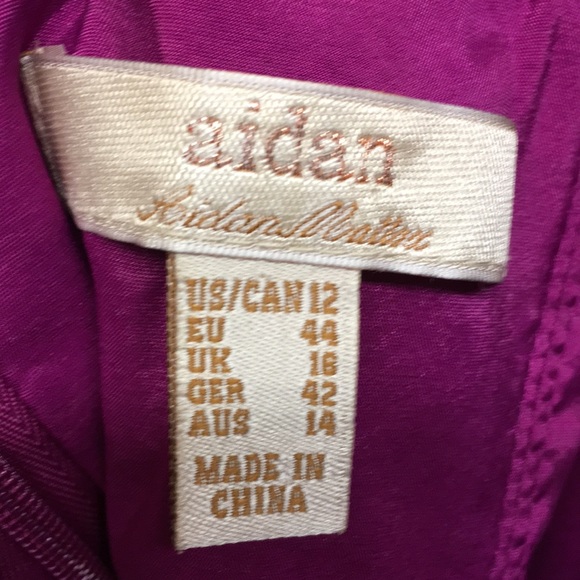 aidan
Aidan Mattox
US/CAN 12
EU 44
UK 16
GER 42
AUS 14
MADE IN
CHINA